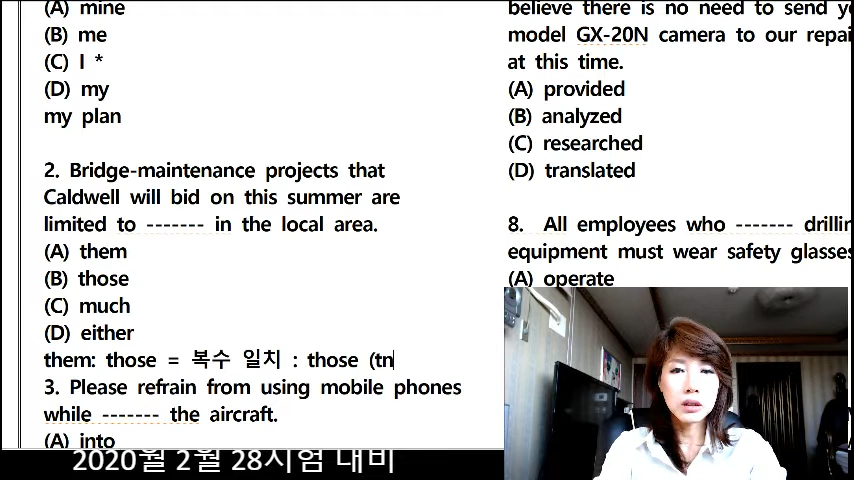 (A) mine
(B) me
(C) I *
(D) my
my plan
2. Bridge-maintenance projects that
Caldwell will bid on this summer are
limited to ------- in the local area.
(A) them
(B) those
(C) much
(D) either
them: those = 복수 일치 : those (tn
3. Please refrain from using mobile phones
while ------- the aircraft.
(A) into
believe there is no need to send y
model GX-20N camera to our repai
at this time.
(A) provided
(B) analyzed
(C) researched
(D) translated
8. All employees who ------- drillin
equipment must wear safety glasses
(A) operate
2020월 2월 28시험 대비